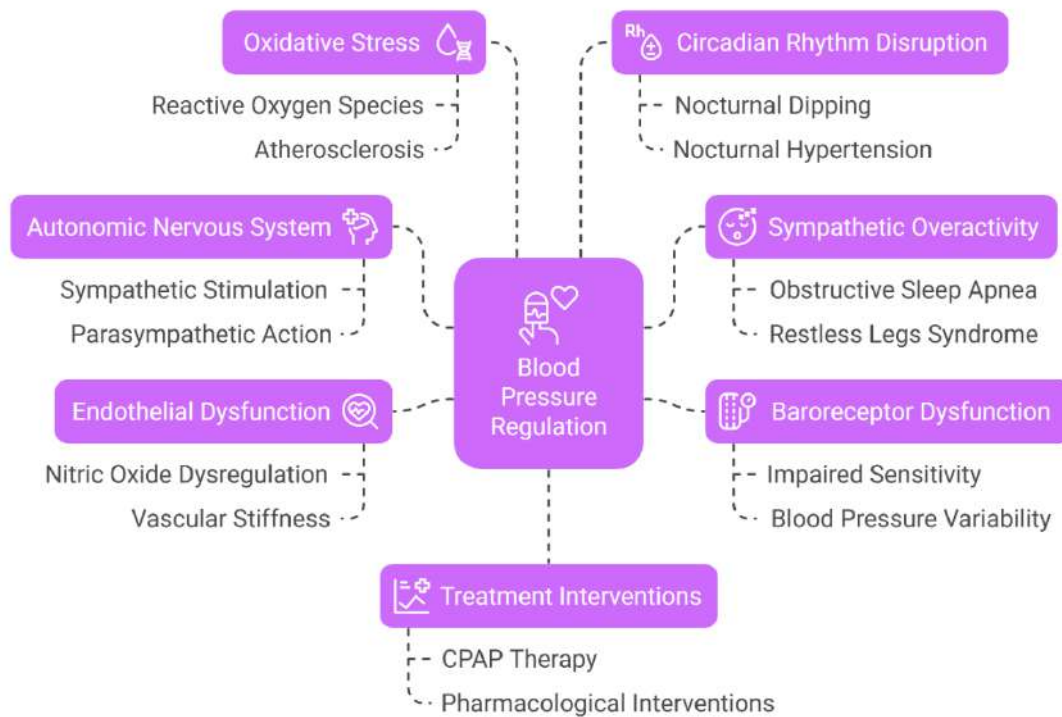 Oxidative Stress
Reactive Oxygen Species
Atherosclerosis
Rh
Circadian Rhythm Disruption
Nocturnal Dipping
Nocturnal Hypertension
Autonomic Nervous System
Sympathetic Stimulation
Parasympathetic Action
Sympathetic Overactivity
Obstructive Sleep Apnea
Restless Legs Syndrome
Blood
Pressure
Regulation
Endothelial Dysfunction
Nitric Oxide Dysregulation
Vascular Stiffness
Baroreceptor Dysfunction
Impaired Sensitivity
Blood Pressure Variability
Treatment Interventions
CPAP Therapy
Pharmacological Interventions